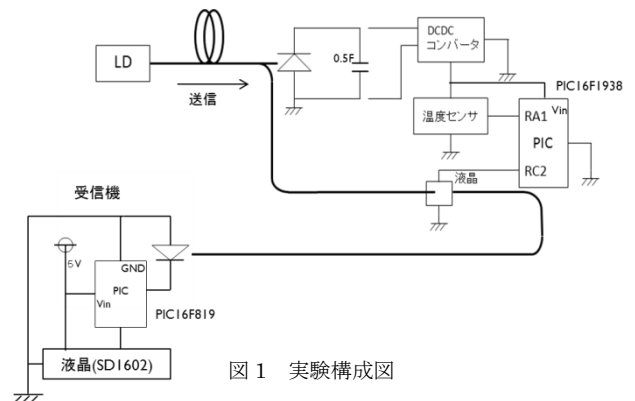 LD
送信
0.5F
DCDC
コンバータ
PIC16F1938
温度センサ
RA1
Vin
PIC
RC2
液晶
受信機
5V
GND
PIC
Vin
PIC16F819
液晶(SD1602)
図1 実験構成図